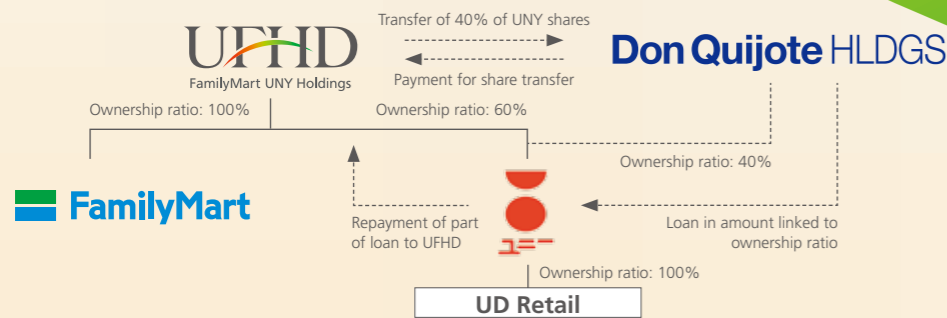 Transfer of 40% of UNY shares
UFHD
FamilyMart UNY Holdings
Don Quijote HLDGS
Payment for share transfer
Ownership ratio: 100%
Ownership ratio: 60%
Ownership ratio: 40%
FamilyMart
Repayment of part
of loan to UFHD
ユニー
Loan in amount linked to
ownership ratio
Ownership ratio: 100%
UD Retail